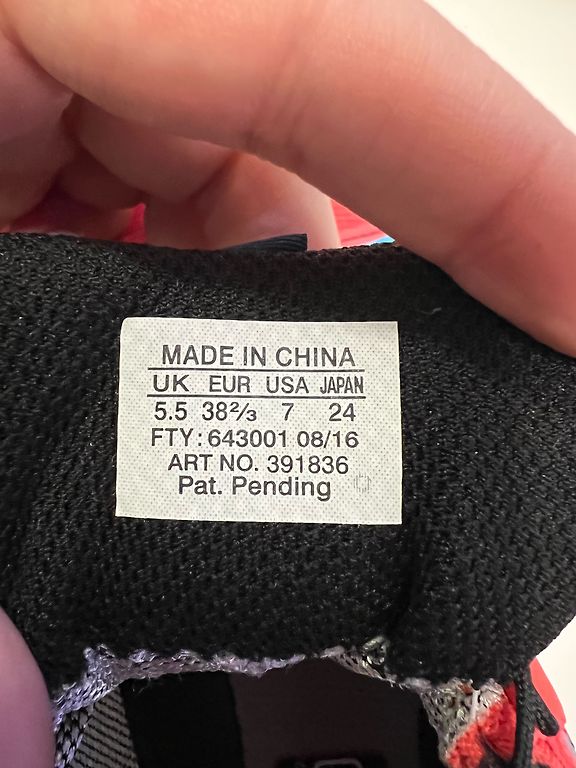 MADE IN CHINA
UK EUR USA JAPAN
5.5 38⅔ 7 24
FTY: 643001 08/16
ART NO. 391836
Pat. Pending